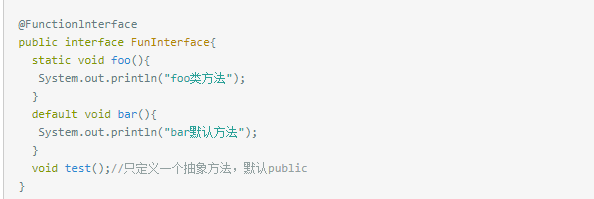 @FunctionlInterface
public interface FunInterface{
static void foo(){
System.out.println("foo类方法");
}
default void bar(){
System.out.println("bar默认方法");
}
void test();//只定义一个抽象方法，默认public
}